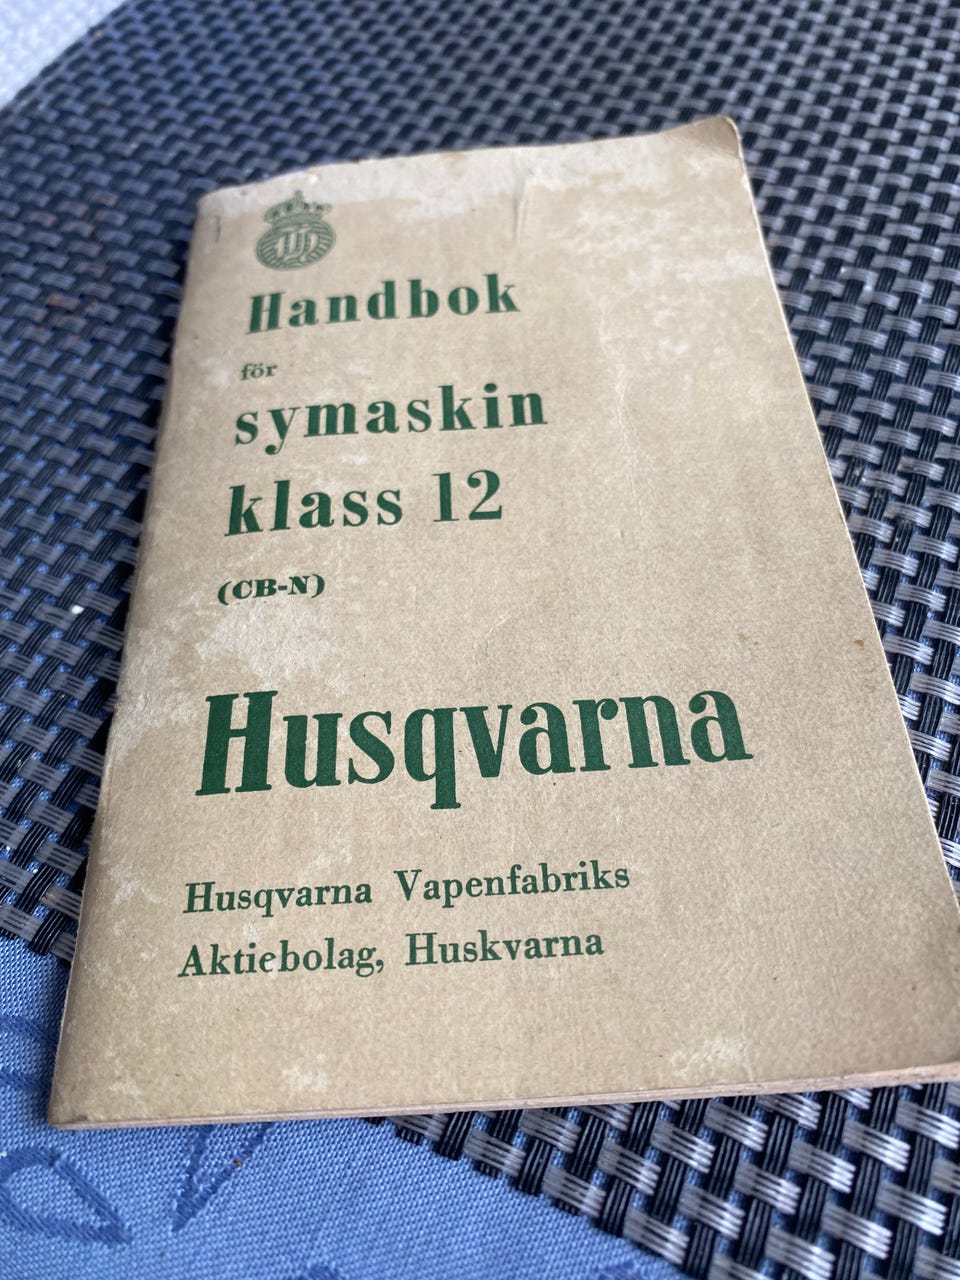 Handbok
för
symaskin
klass 12
(CB-N)
Husqvarna
Husqvarna Vapenfabriks
Aktiebolag, Huskvarna